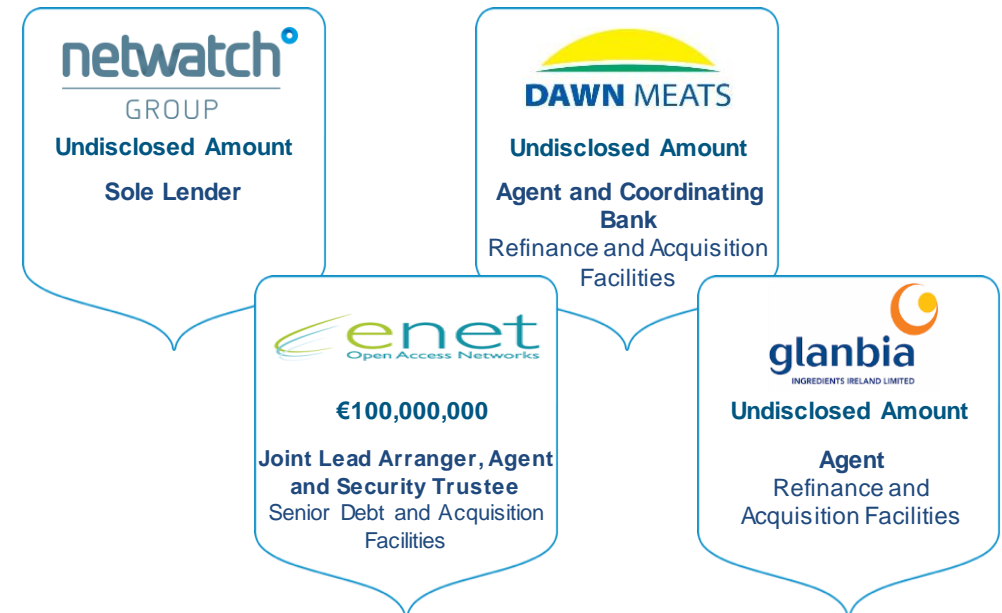 netwatch
GROUP
Undisclosed Amount
Sole Lender
DAWN MEATS
Undisclosed Amount
Agent and Coordinating
Bank
Refinance and Acquisition
Facilities
enet
Open Access Networks
€100,000,000
Joint Lead Arranger, Agent
and Security Trustee
Senior Debt and Acquisition
Facilities
glanbia
INGREDIENTS IRELAND LIMITED
Undisclosed Amount
Agent
Refinance and
Acquisition Facilities